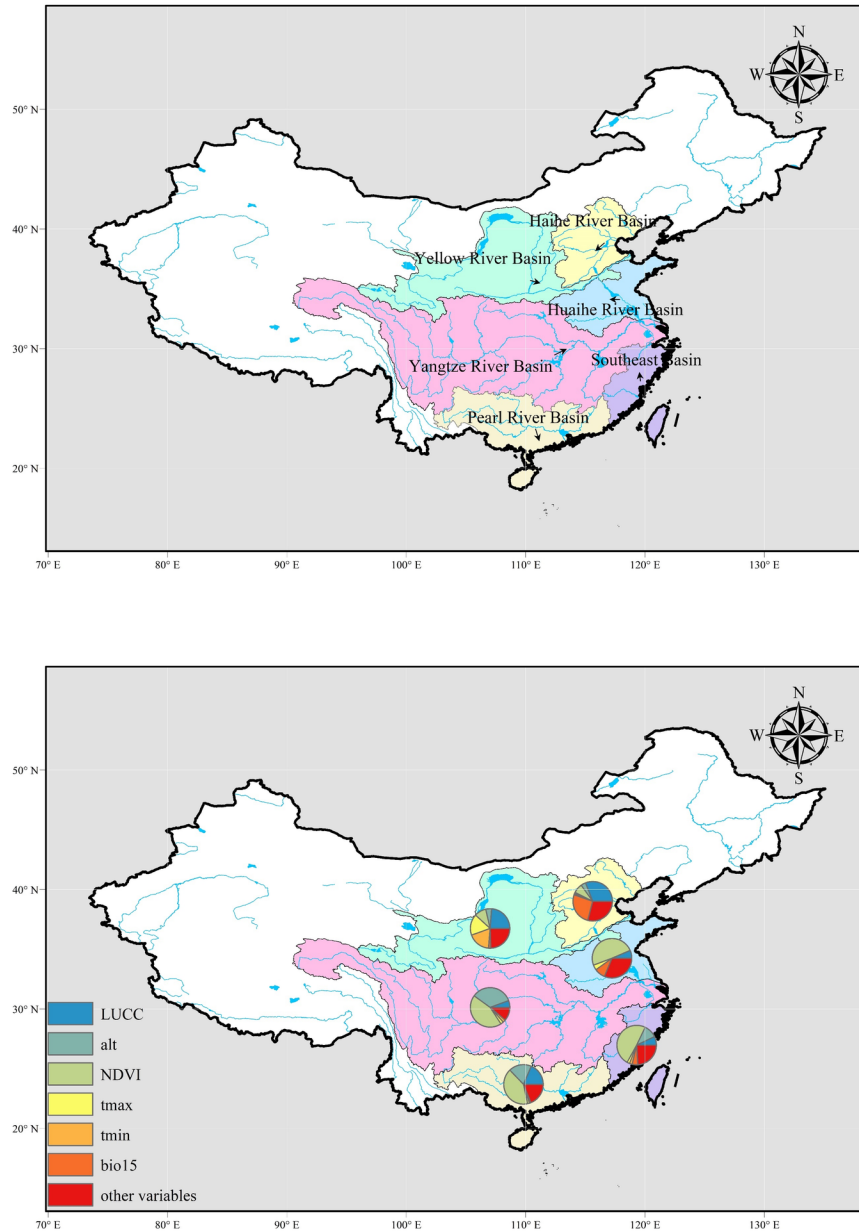 N
W E
S
50° N
40° N
30° N
20° N
Haihe River Basin
Yellow River Basin
Huaihe River Basin
Yangtze River Basin
Southeast Basin
Pearl River Basin
70° E 80° E 90° E 100° E 110° E 120° E 130° E
N
W E
S
50° N
40° N
30° N
20° N
LUCC
alt
NDVI
tmax
tmin
bio15
other variables
70° E 80° E 90° E 100° E 110° E 120° E 130° E